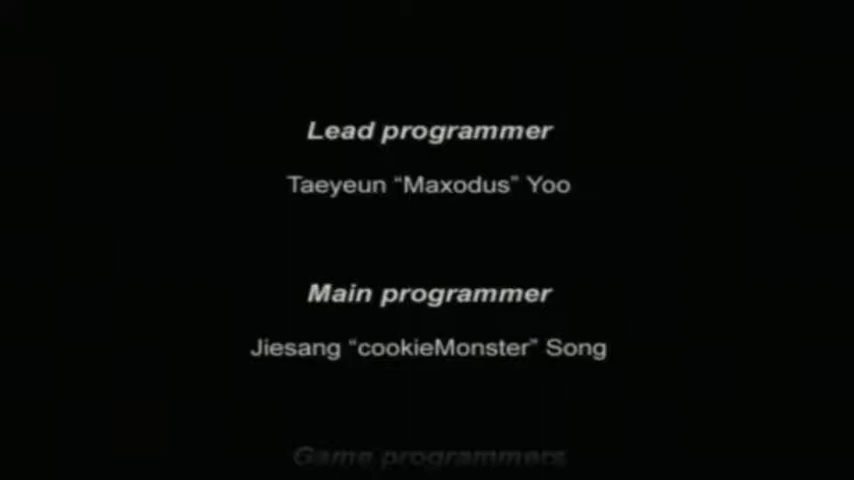 Lead programmer
Taeyeun “Maxodus” Yoo
Main programmer
Jiesang “cookieMonster” Song
Game programmers